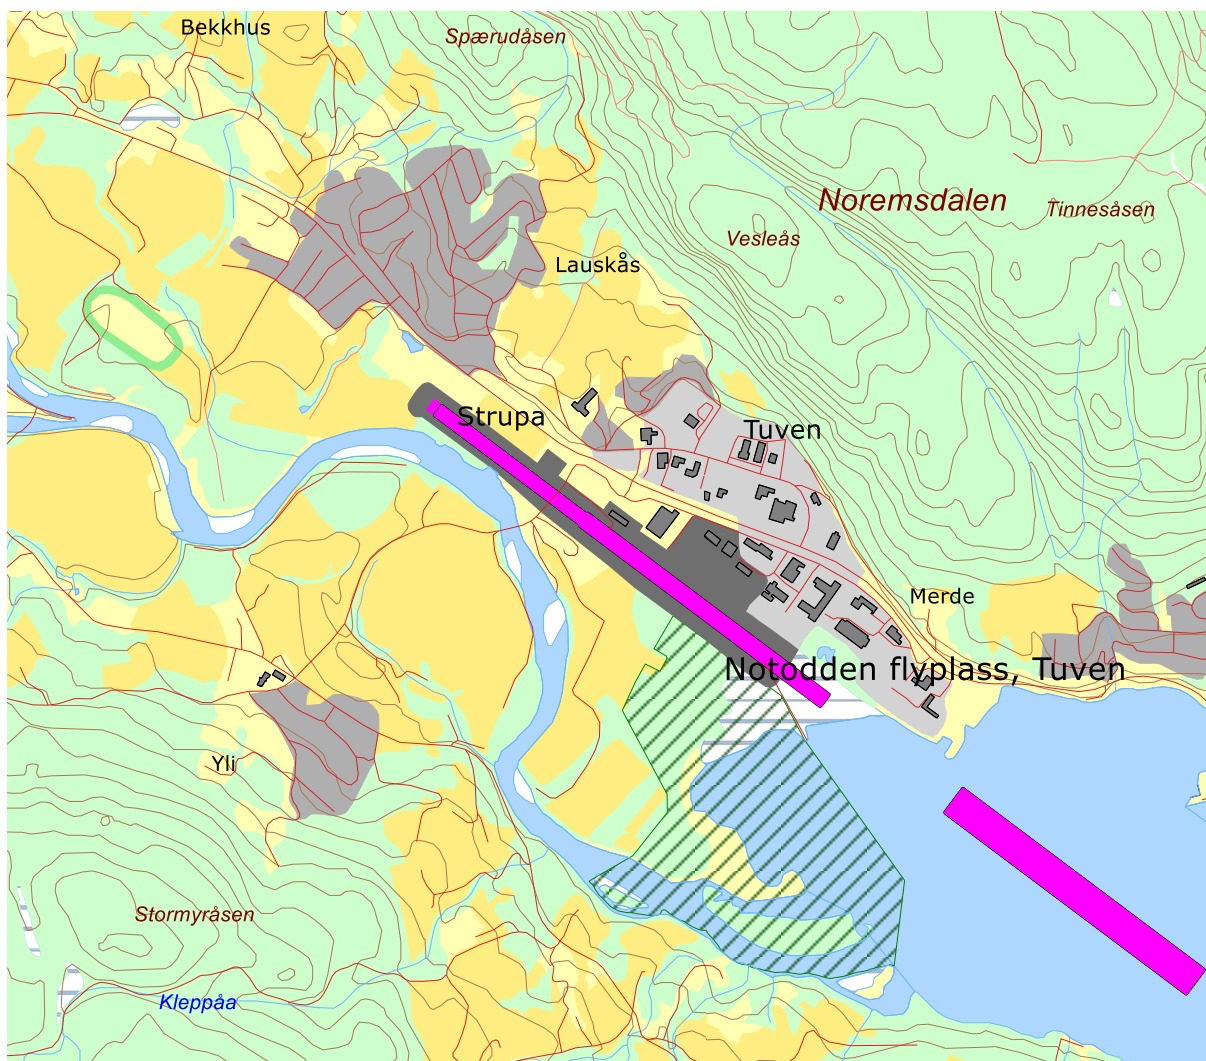 Bekkhus
Spærudåsen
Noremsdalen
Tinnesåsen
Vesleås
Lauskås
Strupa
Tuven
Merde
Notodden flyplass, Tuven
Yli
Stormyråsen
Kleppåa